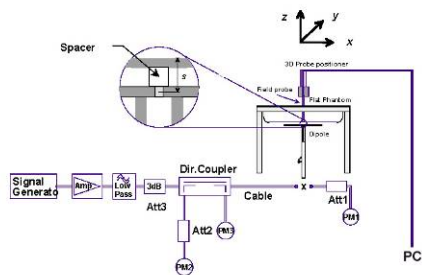 z
y
x
3D Probe positioner
Spacer
s
Field probe
Flat Phantom
Dipole
Dir.Coupler
Signal
Generato
Amp
Low
Pass
3dB
Cable
x
Att1
Att3
Att2
PM3
PM1
PM2
PC